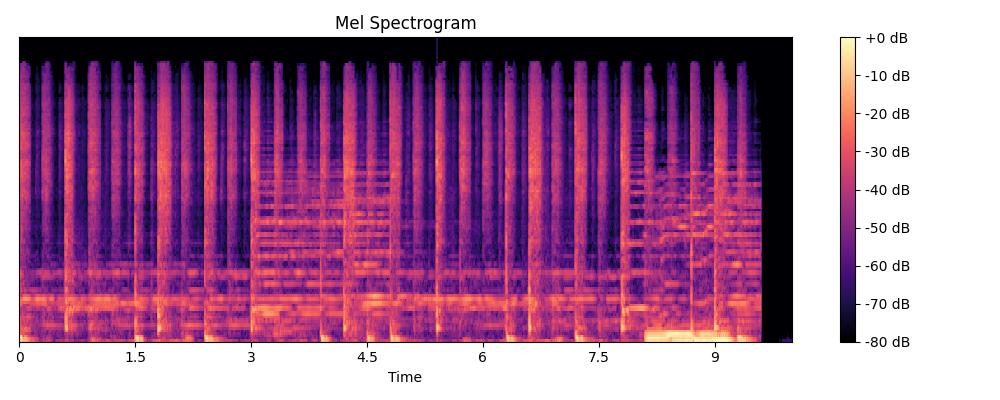 Mel Spectrogram
+0 dB
-10 dB
-20 dB
-30 dB
-40 dB
-50 dB
-60 dB
-70 dB
-80 dB
0 1.5 3 4.5 6 7.5 9
Time